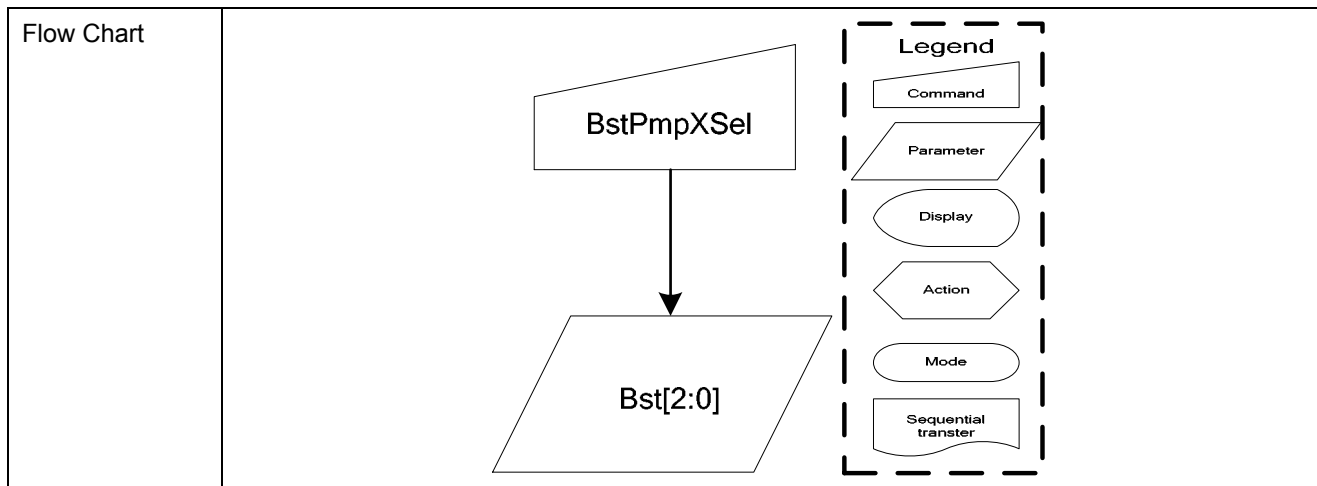 Flow Chart
BstPmpXSel
Bst[2:0]
Legend
Command
Parameter
Display
Action
Mode
Sequential
transter